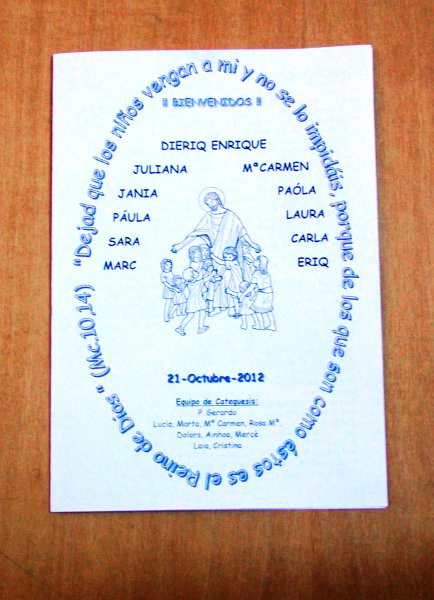 "Dejad que los niños vengan a mi y no se lo impidáis, porque de los que son como éstos es el Reino de Dios" (Mc.10,14)
!! BIENVENIDOS !!
DIERIQ ENRIQUE
JULIANA MªCARMEN
JANIA PAÓLA
PÁULA LAURA
SARA CARLA
MARC ERIQ
21-Octubre-2012
Equipo de Catequesis:
P. Gerardo
Lucía, Marta, Mª Carmen, Rosa Mª,
Dolors, Ainhoa, Mercè
Laia, Cristina